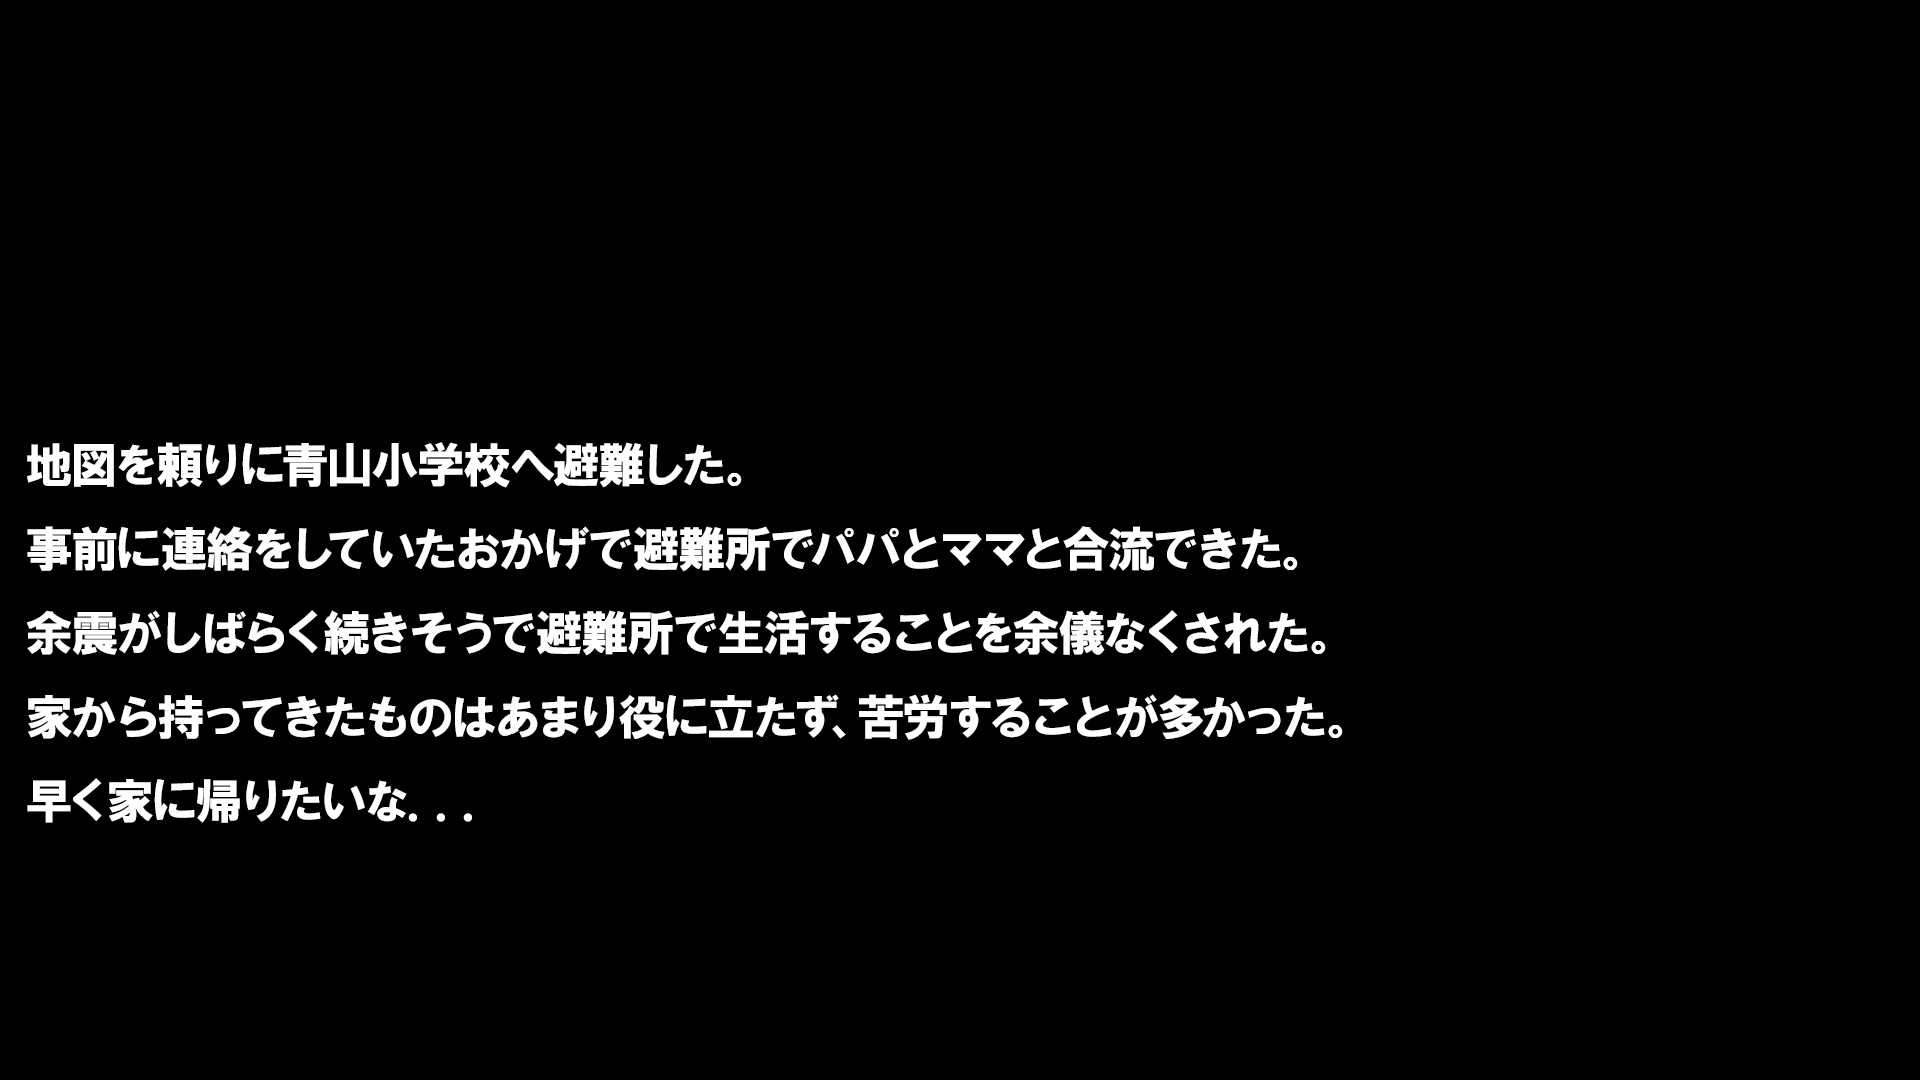 地図を頼りに青山小学校へ避難した。
事前に連絡をしていたおかげで避難所でパパとママと合流できた。
余震がしばらく続きそうで避難所で生活することを余儀なくされた。
家から持ってきたものはあまり役に立たず、苦労することが多かった。
早く家に帰りたいな...